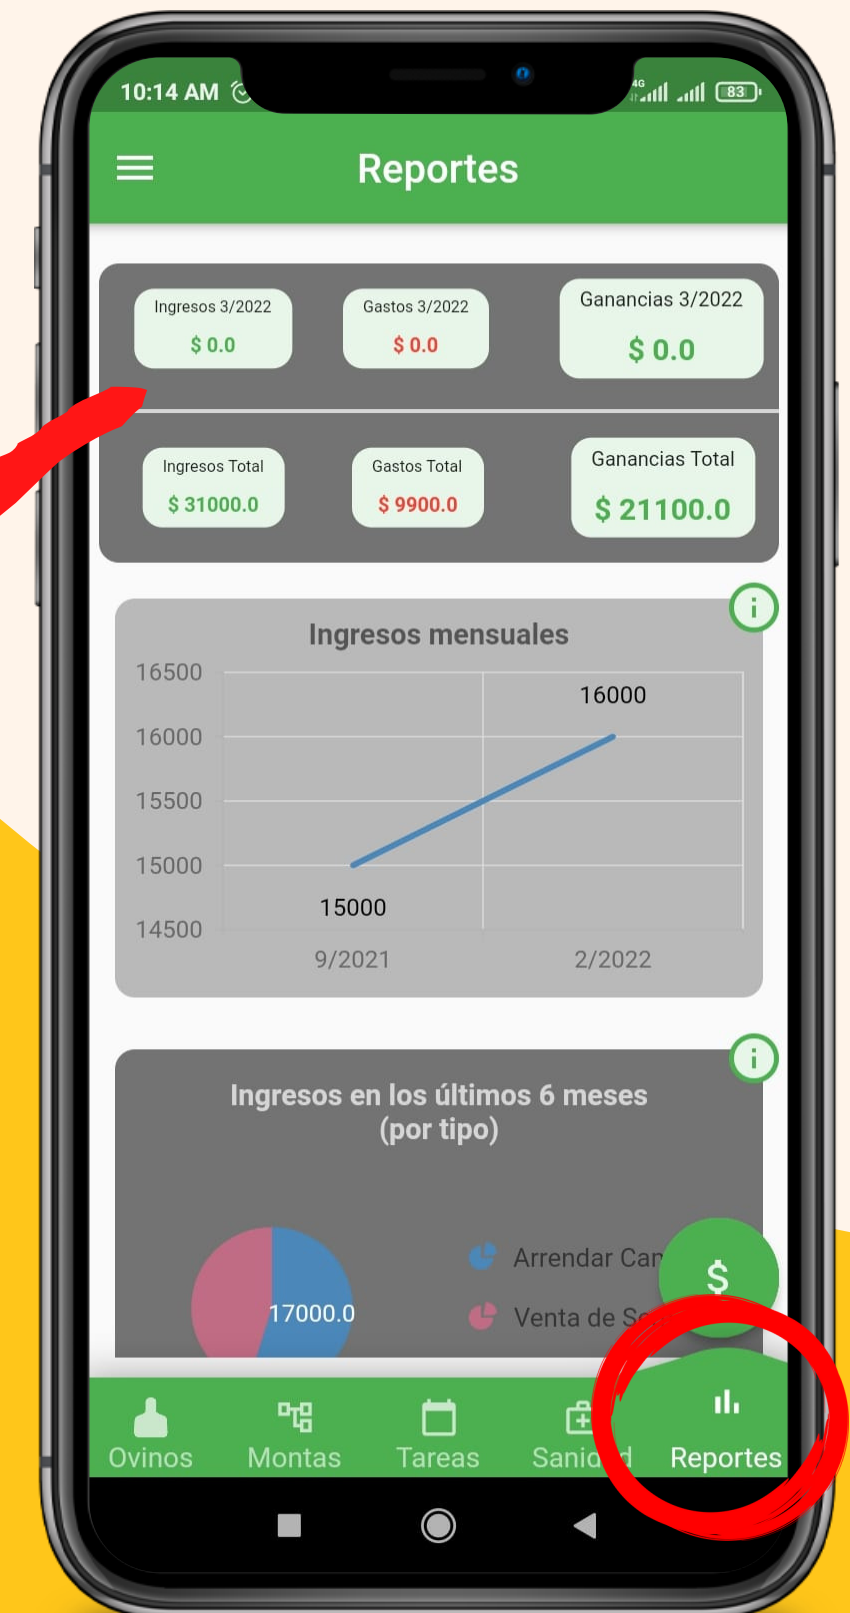 10:14 AM
4G
83
Reportes
Ingresos 3/2022
Gastos 3/2022
Ganancias 3/2022
$ 0.0
$ 0.0
$ 0.0
Ingresos Total
Gastos Total
Ganancias Total
$ 31000.0
$ 9900.0
$ 21100.0
i
Ingresos mensuales
16500
16000
16000
15500
15000
15000
14500
9/2021
2/2022
i
Ingresos en los últimos 6 meses
(por tipo)
Arrendar
$
17000.0
Venta de
Ovinos
Montas
Tareas
Sanidad
Reportes